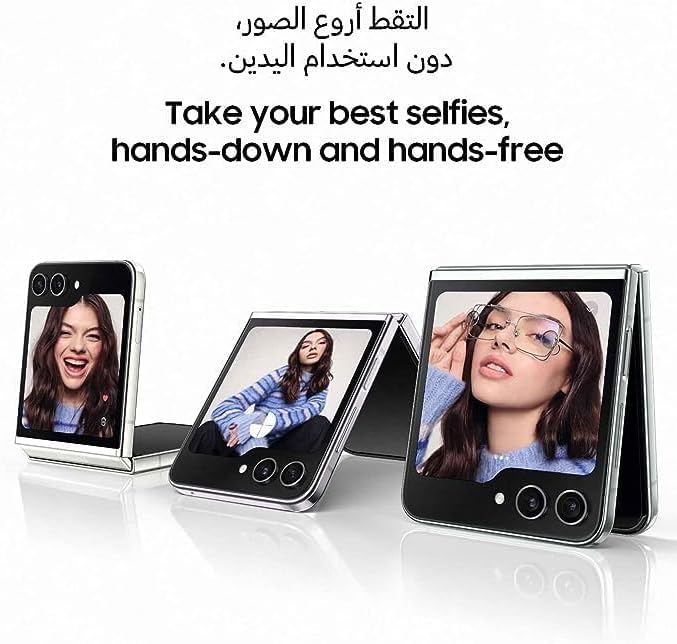 التقط أروع الصور،
دون استخدام اليدين.
Take your best selfies,
hands-down and hands-free